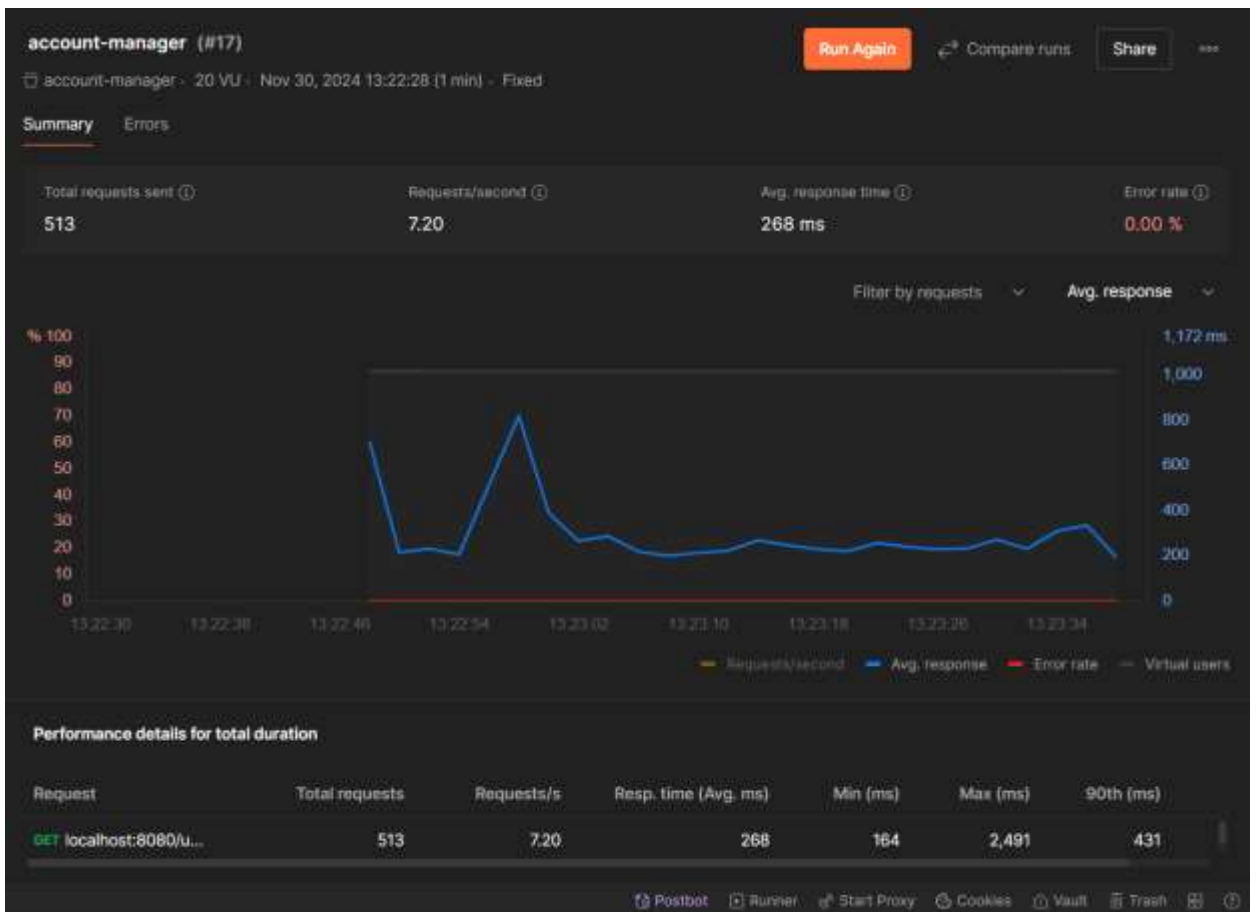 account-manager (#17)
Run Again
Compare runs
Share
account-manager · 20 VU · Nov 30, 2024 13:22:28 (1 min) · Fixed
Summary Errors
Total requests sent Requests/second Avg. response time Error rate
513 7.20 268 ms 0.00 %
Filter by requests Avg. response
% 100 1,172 ms
90
1,000
80
70
800
60
600
50
40
400
30
20
200
10
0 0
13:22:30 13:22:38 13:22:46 13:22:54 13:23:02 13:23:10 13:23:18 13:23:26 13:23:34
Requests/second Avg. response Error rate Virtual users
Performance details for total duration
Request Total requests Requests/s Resp. time (Avg. ms) Min (ms) Max (ms) 90th (ms)
GET localhost:8080/u... 513 7.20 268 164 2,491 431
Postbot Runner Start Proxy Cookies Vault Trash